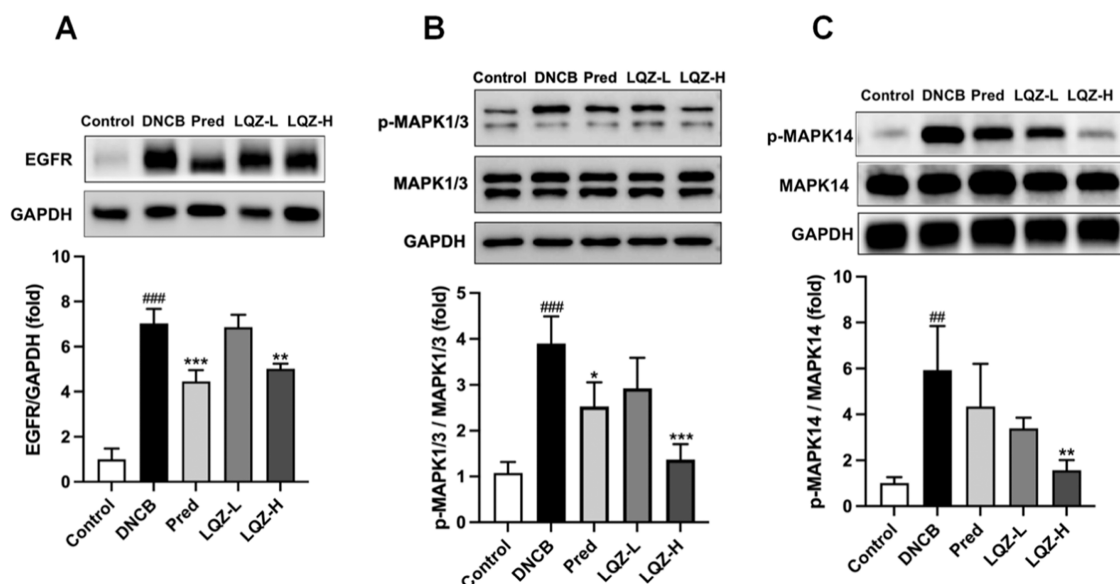 A
B
C
Control DNCB Pred LQZ-L LQZ-H
EGFR
GAPDH
EGFR/GAPDH (fold)
10
8
6
4
2
0
###
***
**
Control
DNCB
Pred
LQZ-L
LQZ-H
Control DNCB Pred LQZ-L LQZ-H
p-MAPK1/3
MAPK1/3
GAPDH
p-MAPK1/3 / MAPK1/3 (fold)
5
4
3
2
1
0
###
*
***
Control
DNCB
Pred
LQZ-L
LQZ-H
Control DNCB Pred LQZ-L LQZ-H
p-MAPK14
MAPK14
GAPDH
p-MAPK14 / MAPK14 (fold)
10
8
6
4
2
0
##
**
Control
DNCB
Pred
LQZ-L
LQZ-H